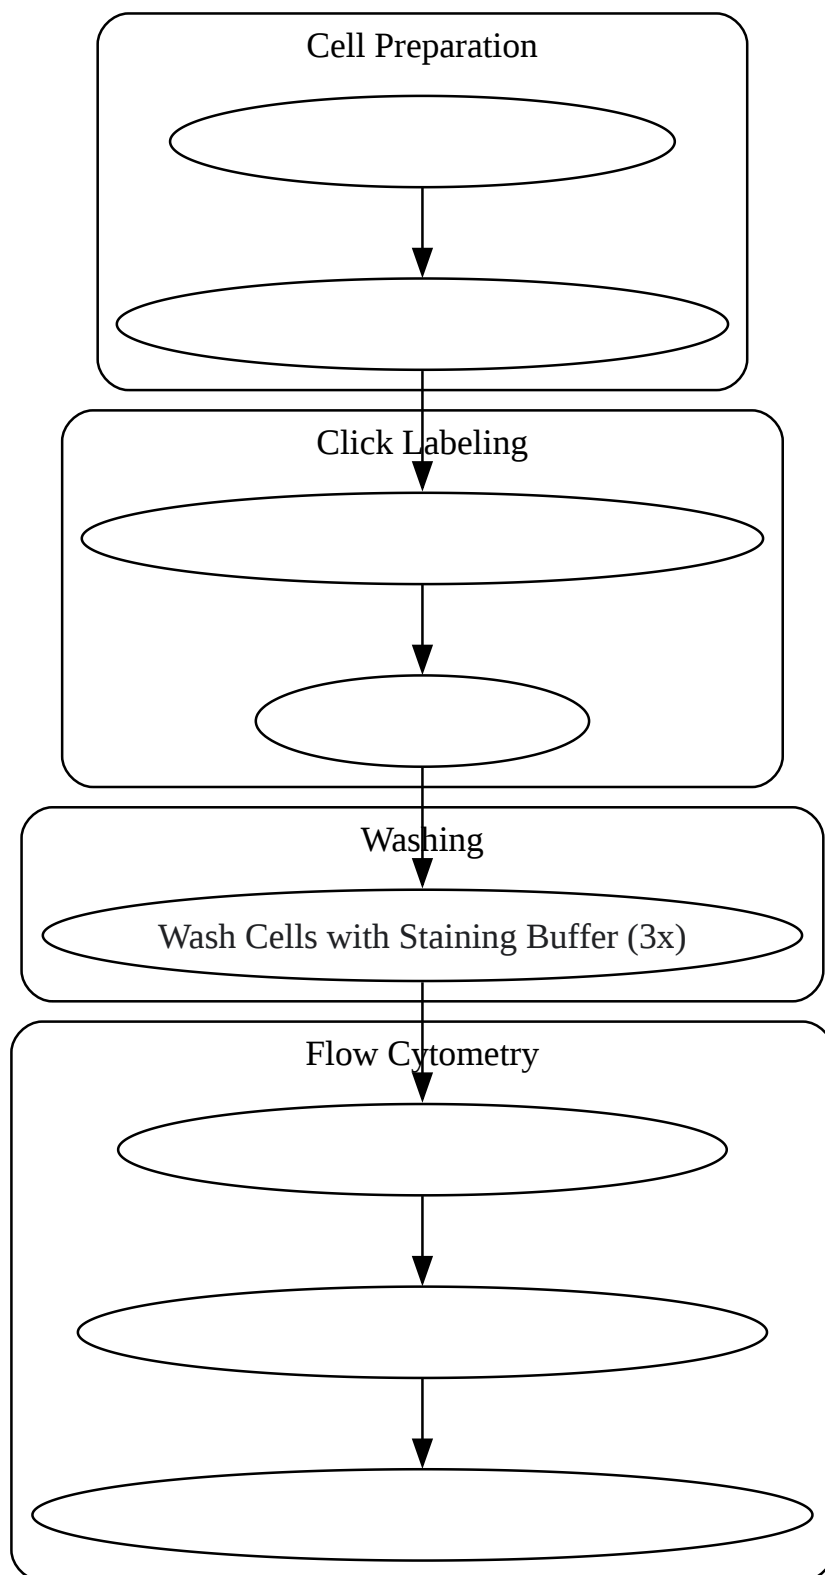 Cell Preparation
Click Labeling
Washing
Wash Cells with Staining Buffer (3x)
Flow Cytometry